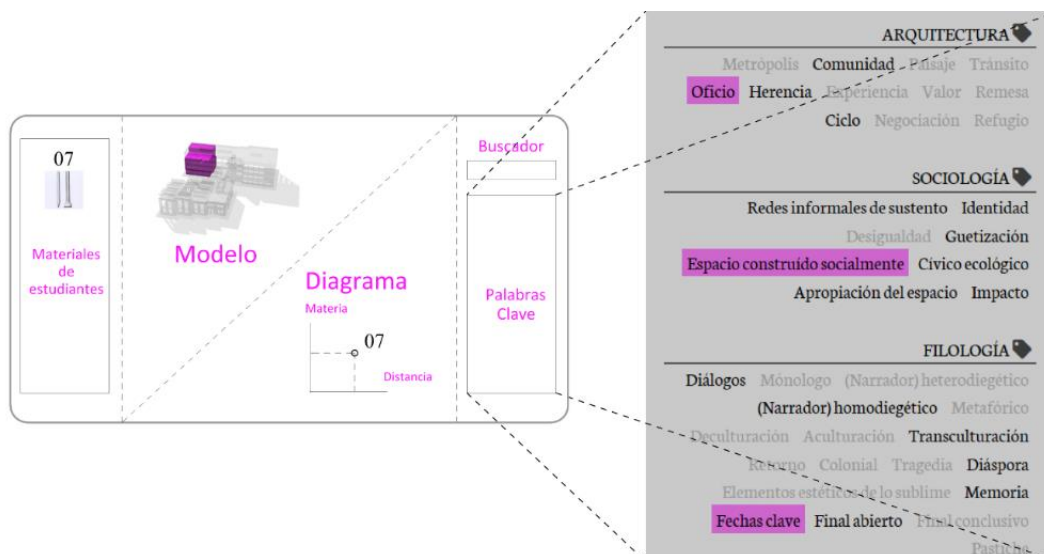 07
Materiales
de
estudiantes
Modelo
Diagrama
Materia
07
Distancia
Buscador
Palabras
Clave
ARQUITECTURA
Metrópolis Comunidad Paisaje Tránsito
Oficio Herencia Experiencia Valor Remesa
Ciclo Negociación Refugio
SOCIOLOGÍA
Redes informales de sustento Identidad
Desigualdad Guetización
Espacio construído socialmente Cívico ecológico
Apropiación del espacio Impacto
FILOLOGÍA
Diálogos Mónologo (Narrador) heterodiegético
(Narrador) homodiegético Metafórico
Deculturación Aculturación Transculturación
Retorno Colonial Tragedia Diáspora
Elementos estéticos de lo sublime Memoria
Fechas clave Final abierto Final conclusivo
Pastiche